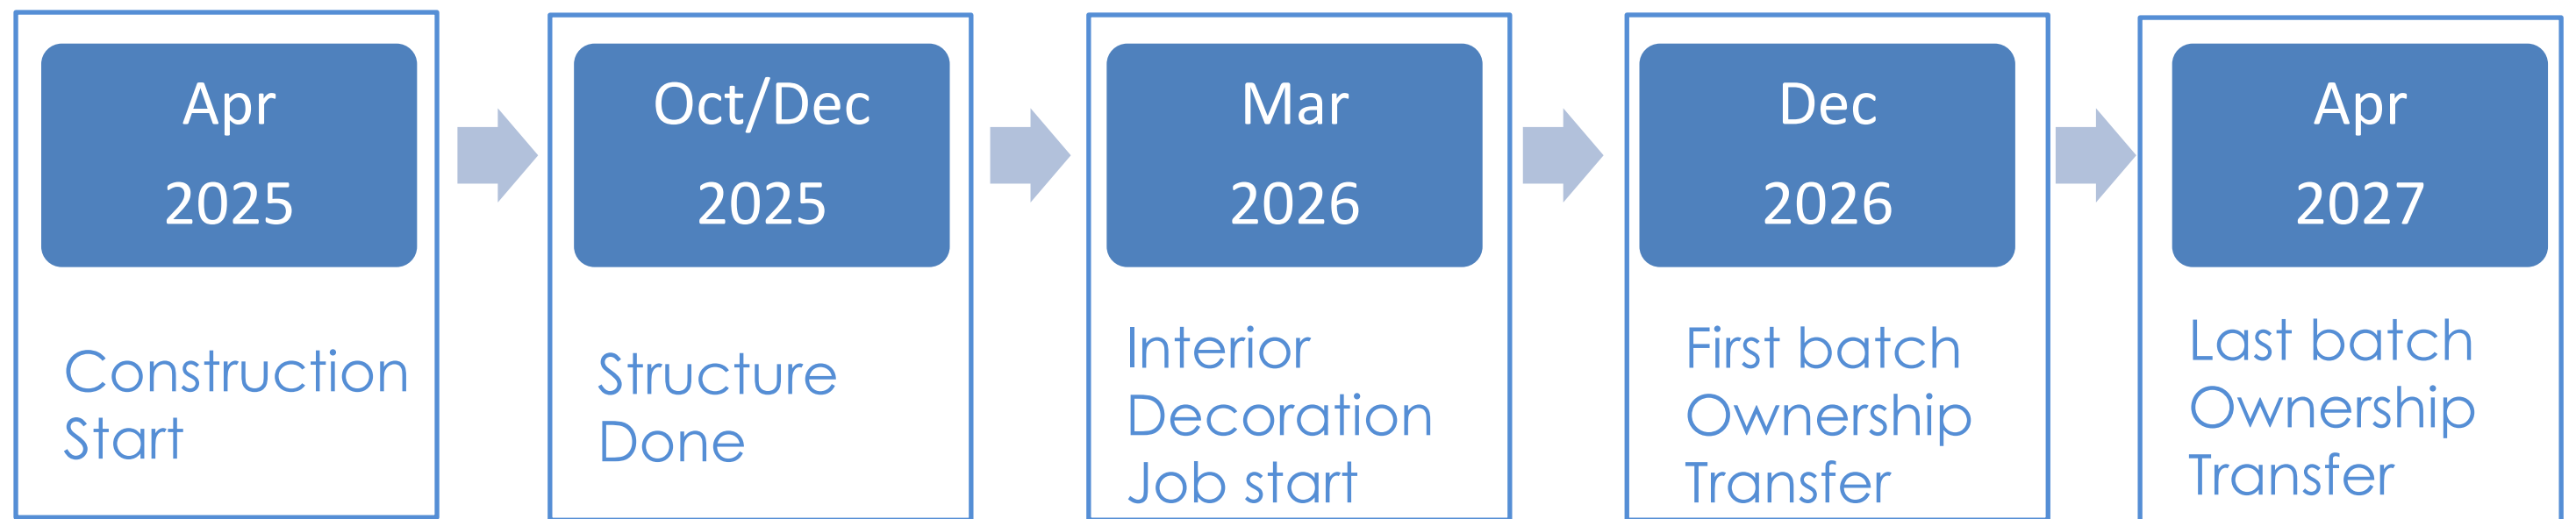 Apr
2025
Construction
Start
Oct/Dec
2025
Structure
Done
Mar
2026
Interior
Decoration
Job start
Dec
2026
First batch
Ownership
Transfer
Apr
2027
Last batch
Ownership
Transfer